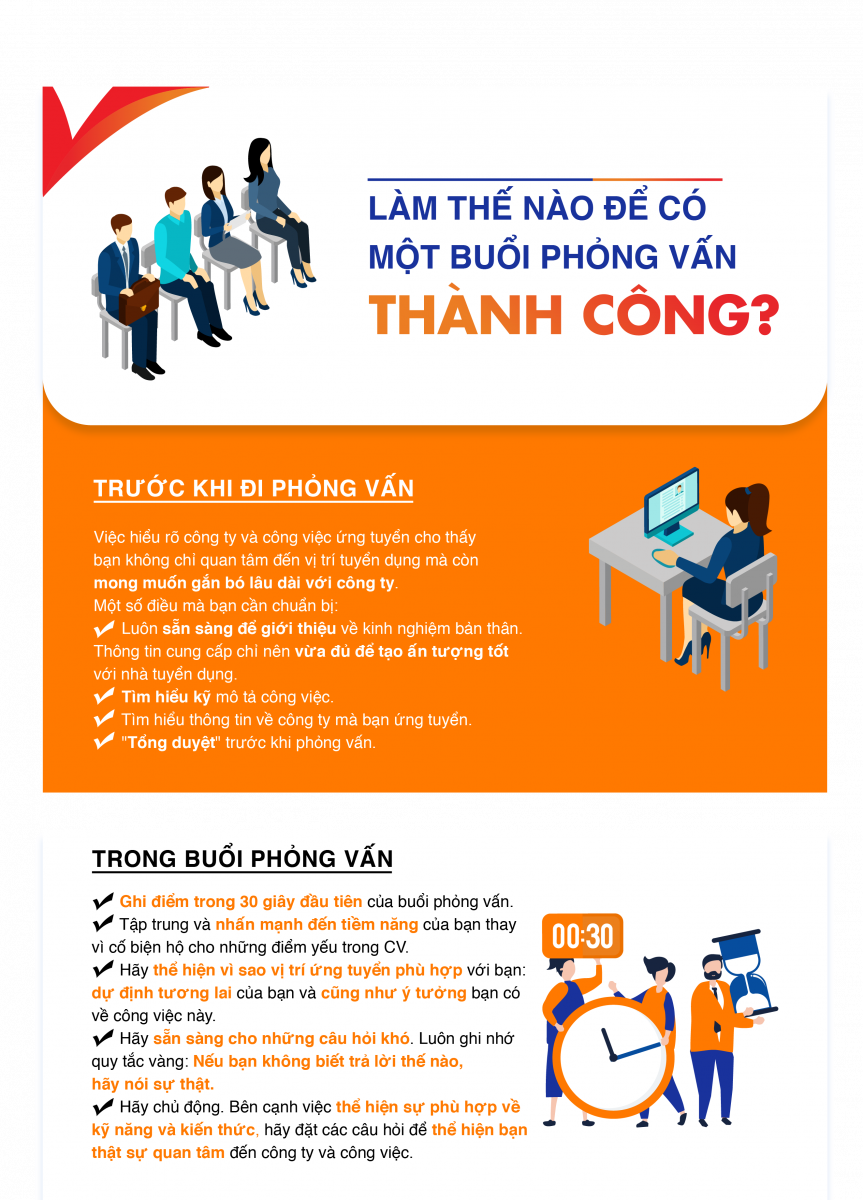 LÀM THẾ NÀO ĐỂ CÓ
MỘT BUỔI PHỎNG VẤN
THÀNH CÔNG?
TRƯỚC KHI ĐI PHỎNG VẤN
Việc hiểu rõ công ty và công việc ứng tuyển cho thấy
bạn không chỉ quan tâm đến vị trí tuyển dụng mà còn
mong muốn gắn bó lâu dài với công ty.
Một số điều mà bạn cần chuẩn bị:
Luôn sẵn sàng để giới thiệu về kinh nghiệm bản thân.
Thông tin cung cấp chỉ nên vừa đủ để tạo ấn tượng tốt
với nhà tuyển dụng.
Tìm hiểu kỹ mô tả công việc.
Tìm hiểu thông tin về công ty mà bạn ứng tuyển.
"Tổng duyệt" trước khi phỏng vấn.
TRONG BUỔI PHỎNG VẤN
Ghi điểm trong 30 giây đầu tiên của buổi phỏng vấn.
Tập trung và nhấn mạnh đến tiềm năng của bạn thay
vì cố biện hộ cho những điểm yếu trong CV.
Hãy thể hiện vì sao vị trí ứng tuyển phù hợp với bạn:
dự định tương lai của bạn và cũng như ý tưởng bạn có
về công việc này.
Hãy sẵn sàng cho những câu hỏi khó. Luôn ghi nhớ
quy tắc vàng: Nếu bạn không biết trả lời thế nào,
hãy nói sự thật.
Hãy chủ động. Bên cạnh việc thể hiện sự phù hợp về
kỹ năng và kiến thức, hãy đặt các câu hỏi để thể hiện bạn
thật sự quan tâm đến công ty và công việc.
00:30